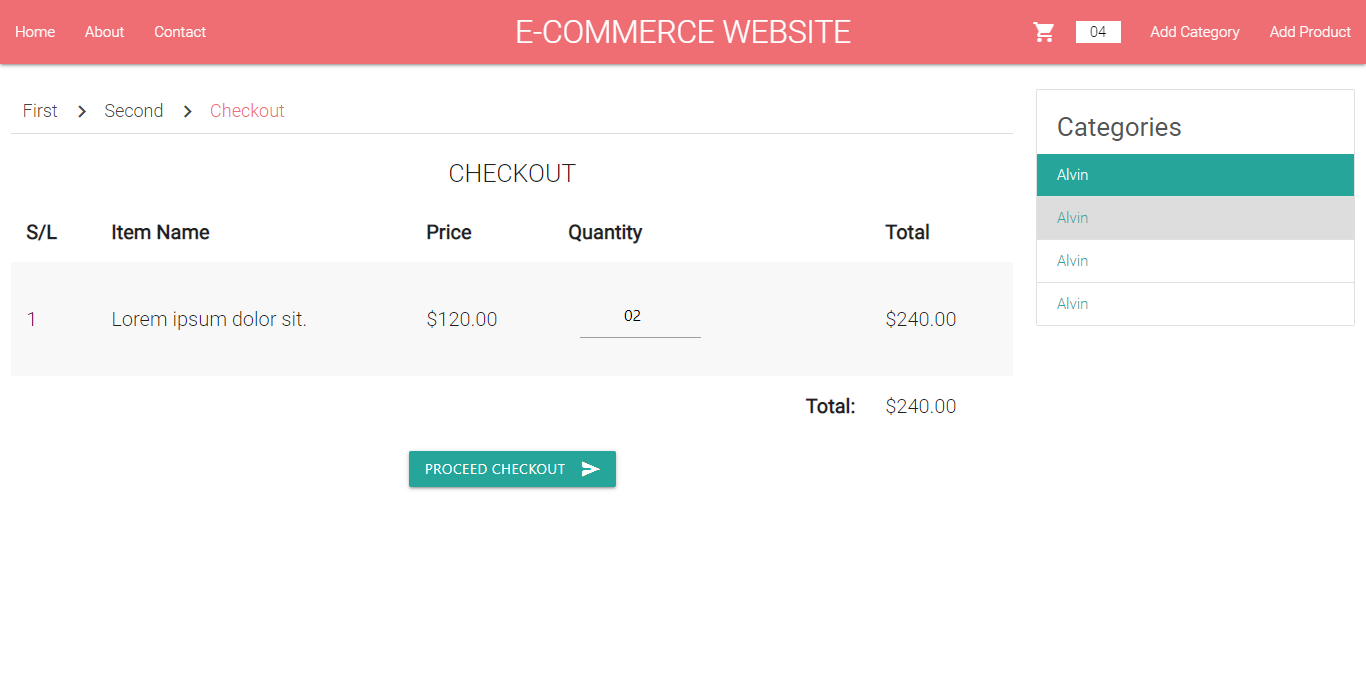 Home About Contact E-COMMERCE WEBSITE 04 Add Category Add Product
First Second Checkout
CHECKOUT
S/L Item Name Price Quantity Total
1 Lorem ipsum dolor sit. $120.00 02 $240.00
Total: $240.00
PROCEED CHECKOUT
Categories
Alvin
Alvin
Alvin
Alvin